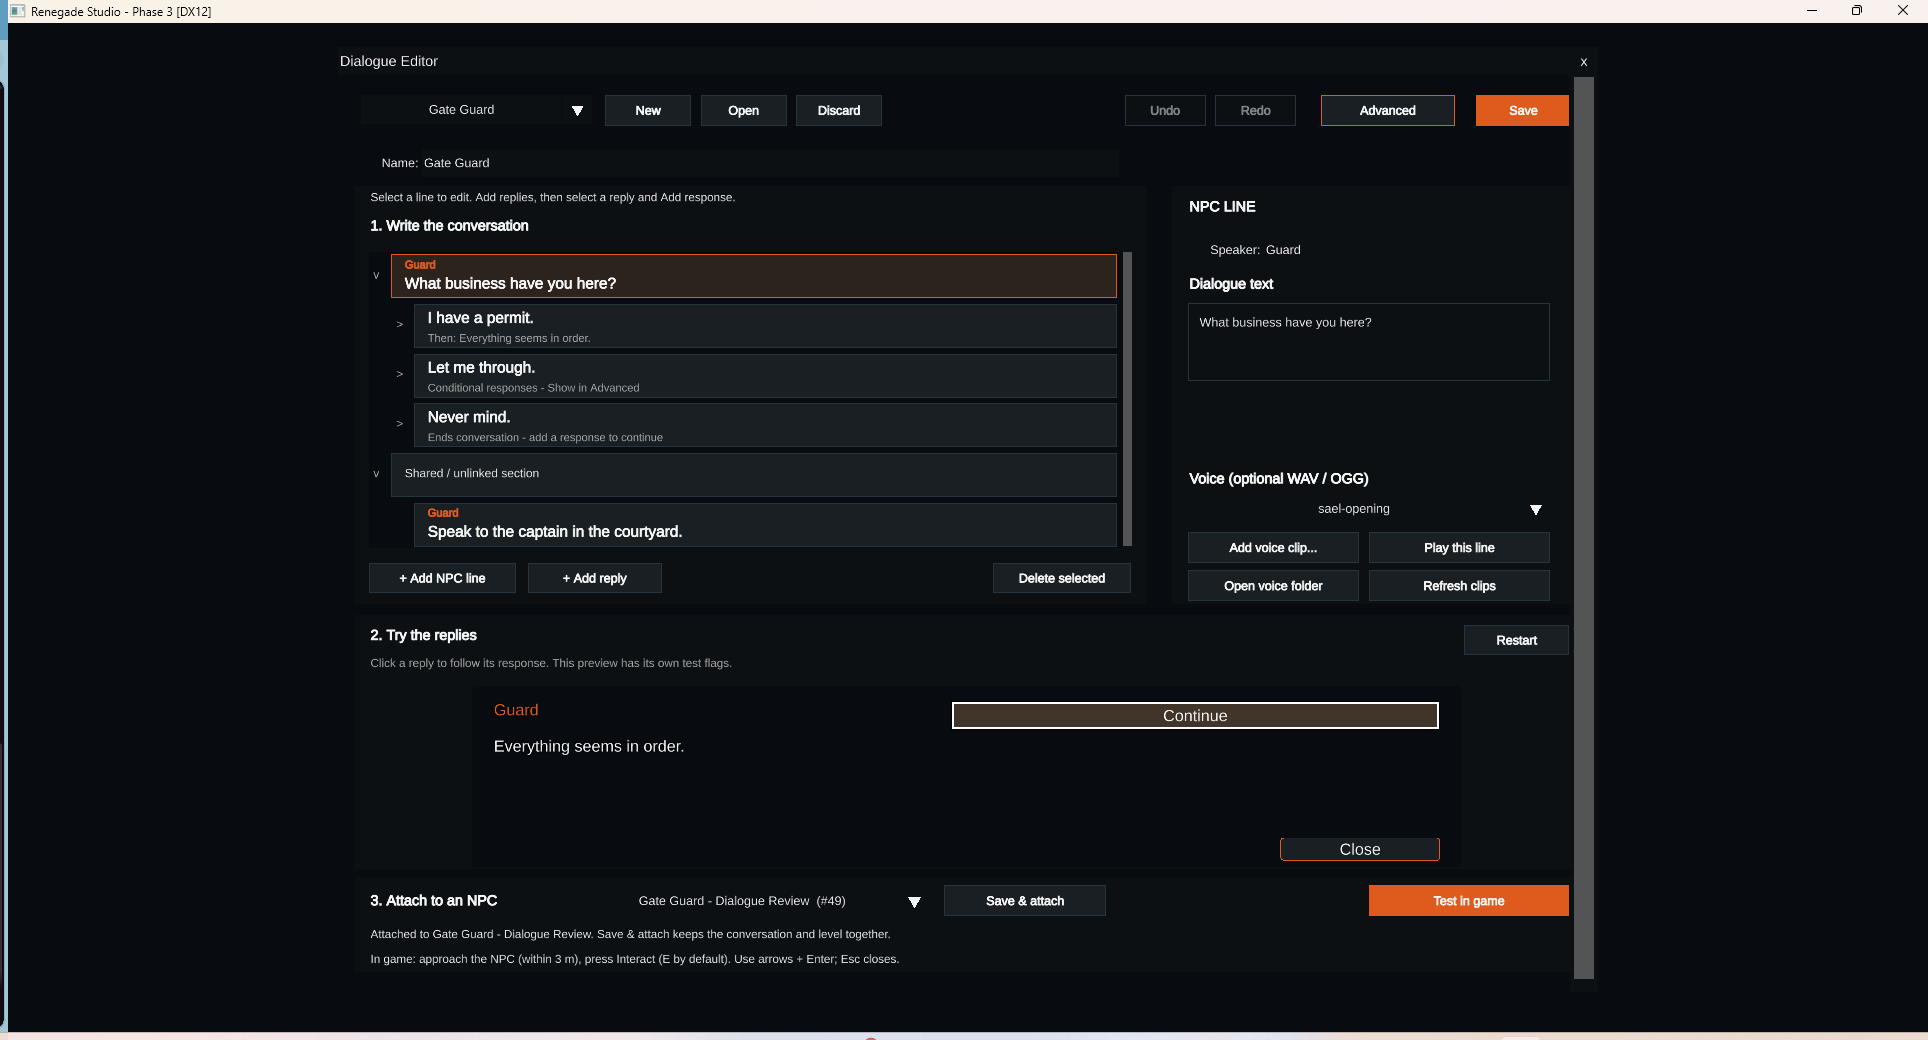 Renegade Studio - Phase 3 [DX12]
Dialogue Editor
x
Gate Guard
New
Open
Discard
Undo
Redo
Advanced
Save
Name: Gate Guard
Select a line to edit. Add replies, then select a reply and Add response.
1. Write the conversation
v
Guard
What business have you here?
>
I have a permit.
Then: Everything seems in order.
>
Let me through.
Conditional responses - Show in Advanced
>
Never mind.
Ends conversation - add a response to continue
v
Shared / unlinked section
Guard
Speak to the captain in the courtyard.
+ Add NPC line
+ Add reply
Delete selected
NPC LINE
Speaker: Guard
Dialogue text
What business have you here?
Voice (optional WAV / OGG)
sael-opening
Add voice clip...
Play this line
Open voice folder
Refresh clips
2. Try the replies
Restart
Click a reply to follow its response. This preview has its own test flags.
Guard
Everything seems in order.
Continue
Close
3. Attach to an NPC
Gate Guard - Dialogue Review (#49)
Save & attach
Test in game
Attached to Gate Guard - Dialogue Review. Save & attach keeps the conversation and level together.
In game: approach the NPC (within 3 m), press Interact (E by default). Use arrows + Enter; Esc closes.